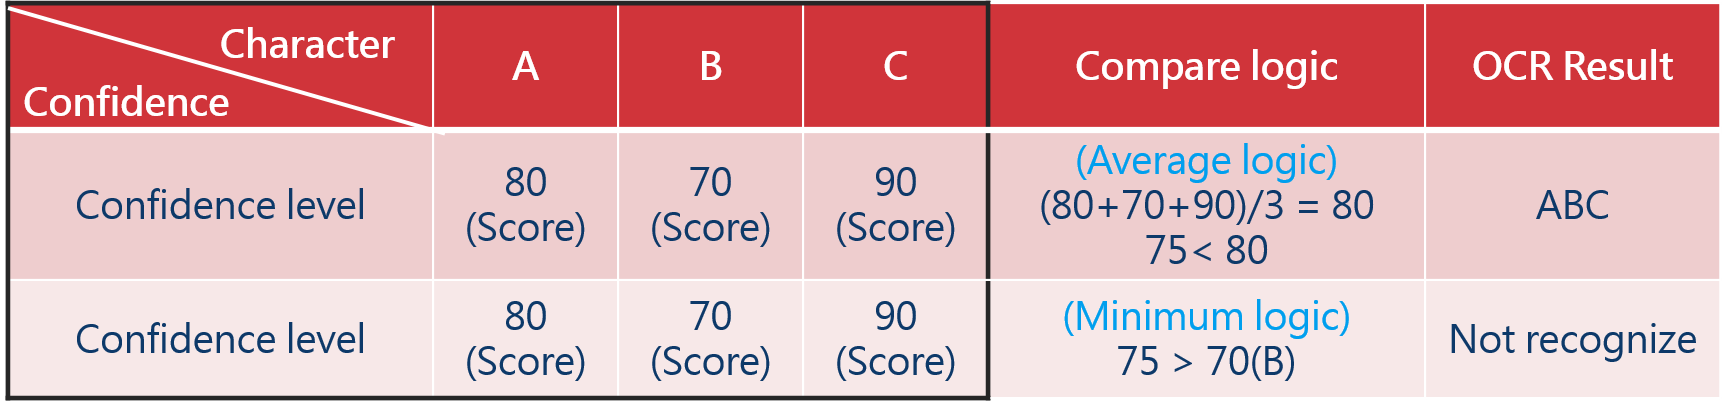 Character
Confidence
A
B
C
Compare logic
OCR Result
Confidence level
80
(Score)
70
(Score)
90
(Score)
(Average logic)
(80+70+90)/3 = 80
75< 80
ABC
Confidence level
80
(Score)
70
(Score)
90
(Score)
(Minimum logic)
75 > 70(B)
Not recognize